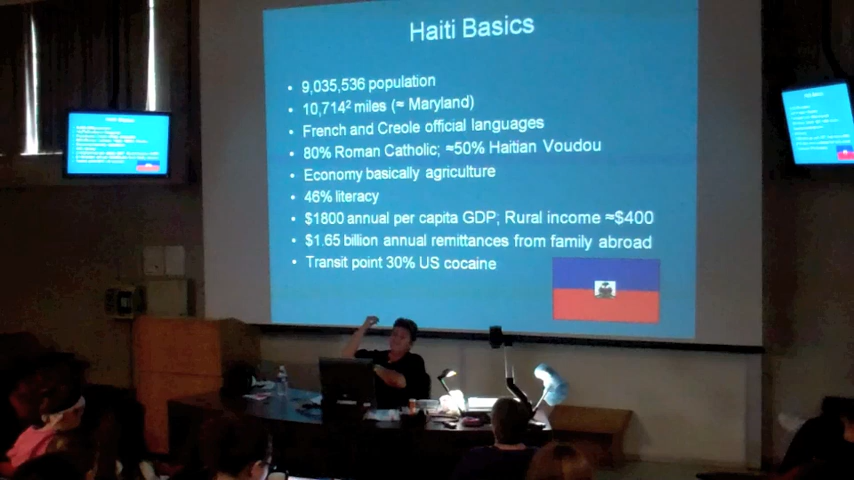 Haiti Basics
• 9,035,536 population
• 10,714² miles (≈ Maryland)
• French and Creole official languages
• 80% Roman Catholic; ≈50% Haitian Voudou
• Economy basically agriculture
• 46% literacy
• $1800 annual per capita GDP; Rural income ≈$400
• $1.65 billion annual remittances from family abroad
• Transit point 30% US cocaine